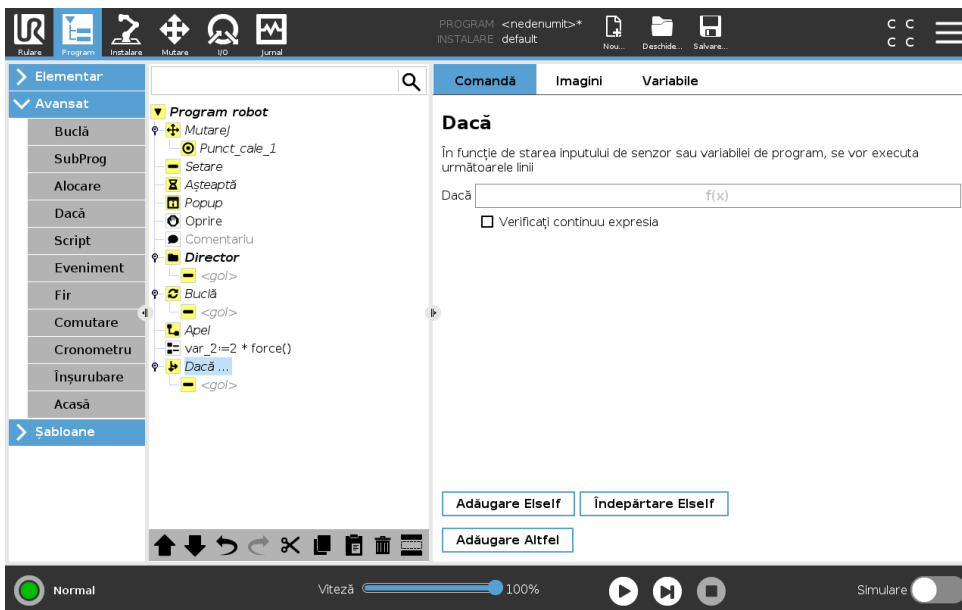 Rulare
Program
Instalare
Mutare
I/O
Jurnal
PROGRAM <nedenumit>*
INSTALARE default
Nou...
Deschide...
Salvare...
C C
C C
Elementar
Avansat
Buclă
SubProg
Alocare
Dacă
Script
Eveniment
Fir
Comutare
Cronometru
Înșurubare
Acasă
Șabloane
Program robot
MutareJ
Punct_cale_1
Setare
Așteaptă
Popup
Oprire
Comentariu
Director
<gol>
Buclă
<gol>
Apel
var_2≔2 * force()
Dacă ...
<gol>
Comandă
Imagini
Variabile
Dacă
În funcție de starea inputului de senzor sau variabilei de program, se vor executa
următoarele linii
Dacă
f(x)
Verificați continuu expresia
Adăugare ElseIf
Îndepărtare ElseIf
Adăugare Altfel
Normal
Viteză
100%
Simulare